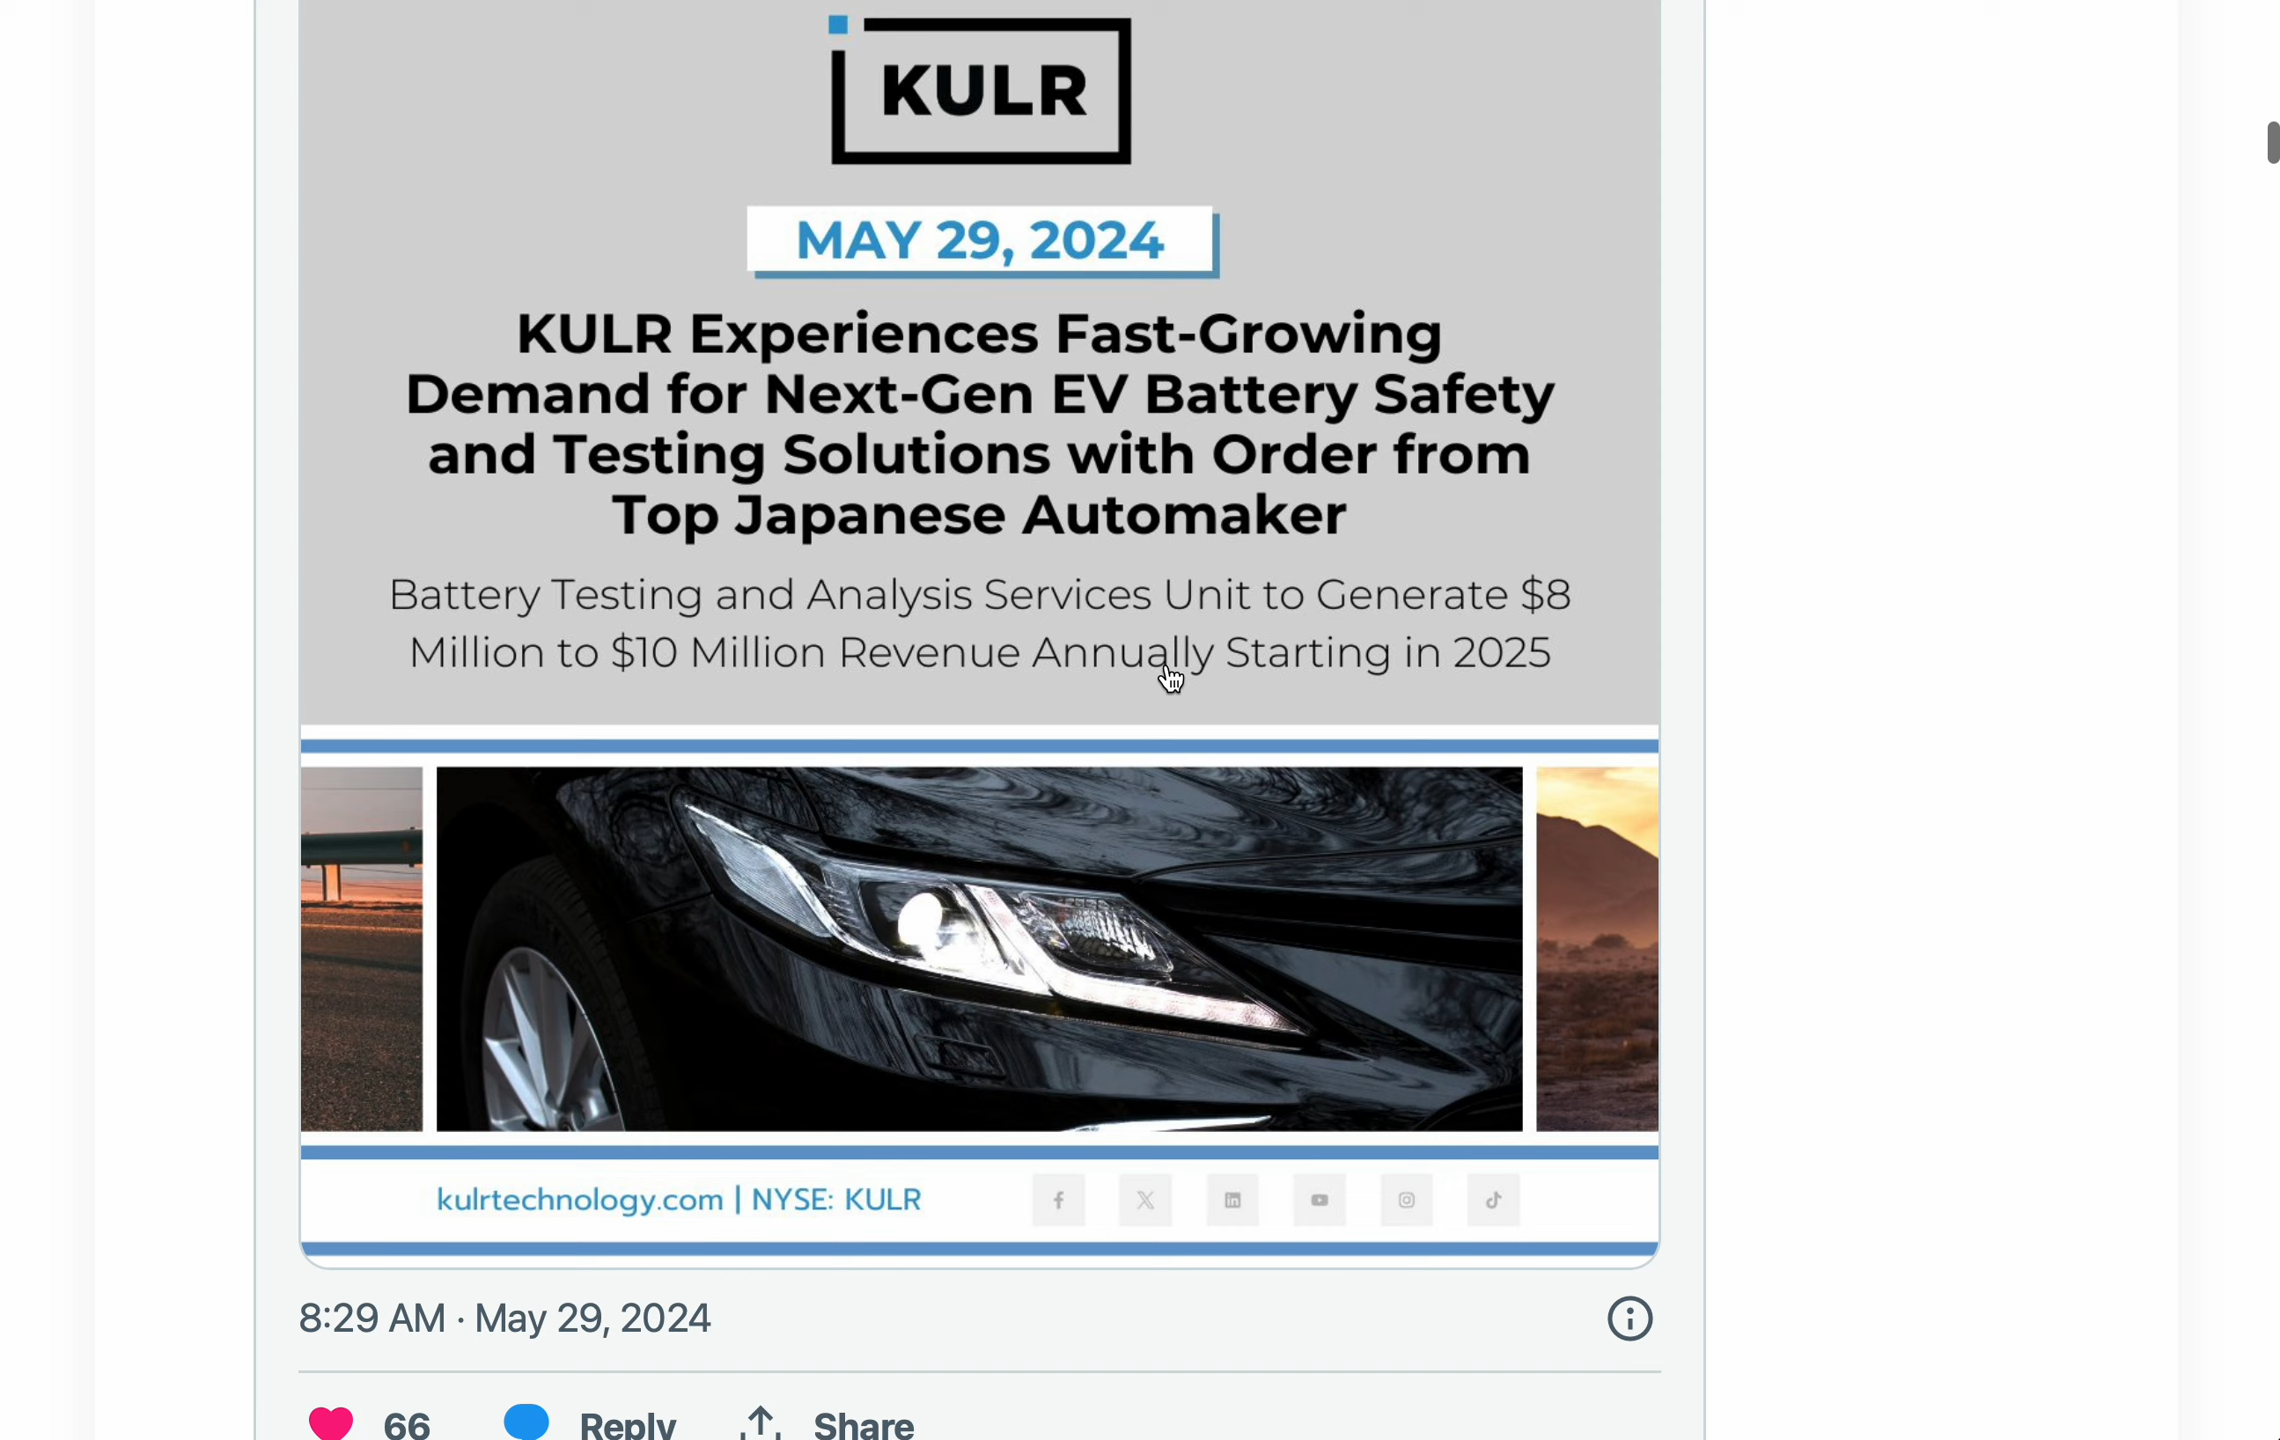 KULR
MAY 29, 2024
KULR Experiences Fast-Growing
Demand for Next-Gen EV Battery Safety
and Testing Solutions with Order from
Top Japanese Automaker
Battery Testing and Analysis Services Unit to Generate $8
Million to $10 Million Revenue Annually Starting in 2025
kulrtechnology.com | NYSE: KULR
8:29 AM · May 29, 2024
66 Reply Share